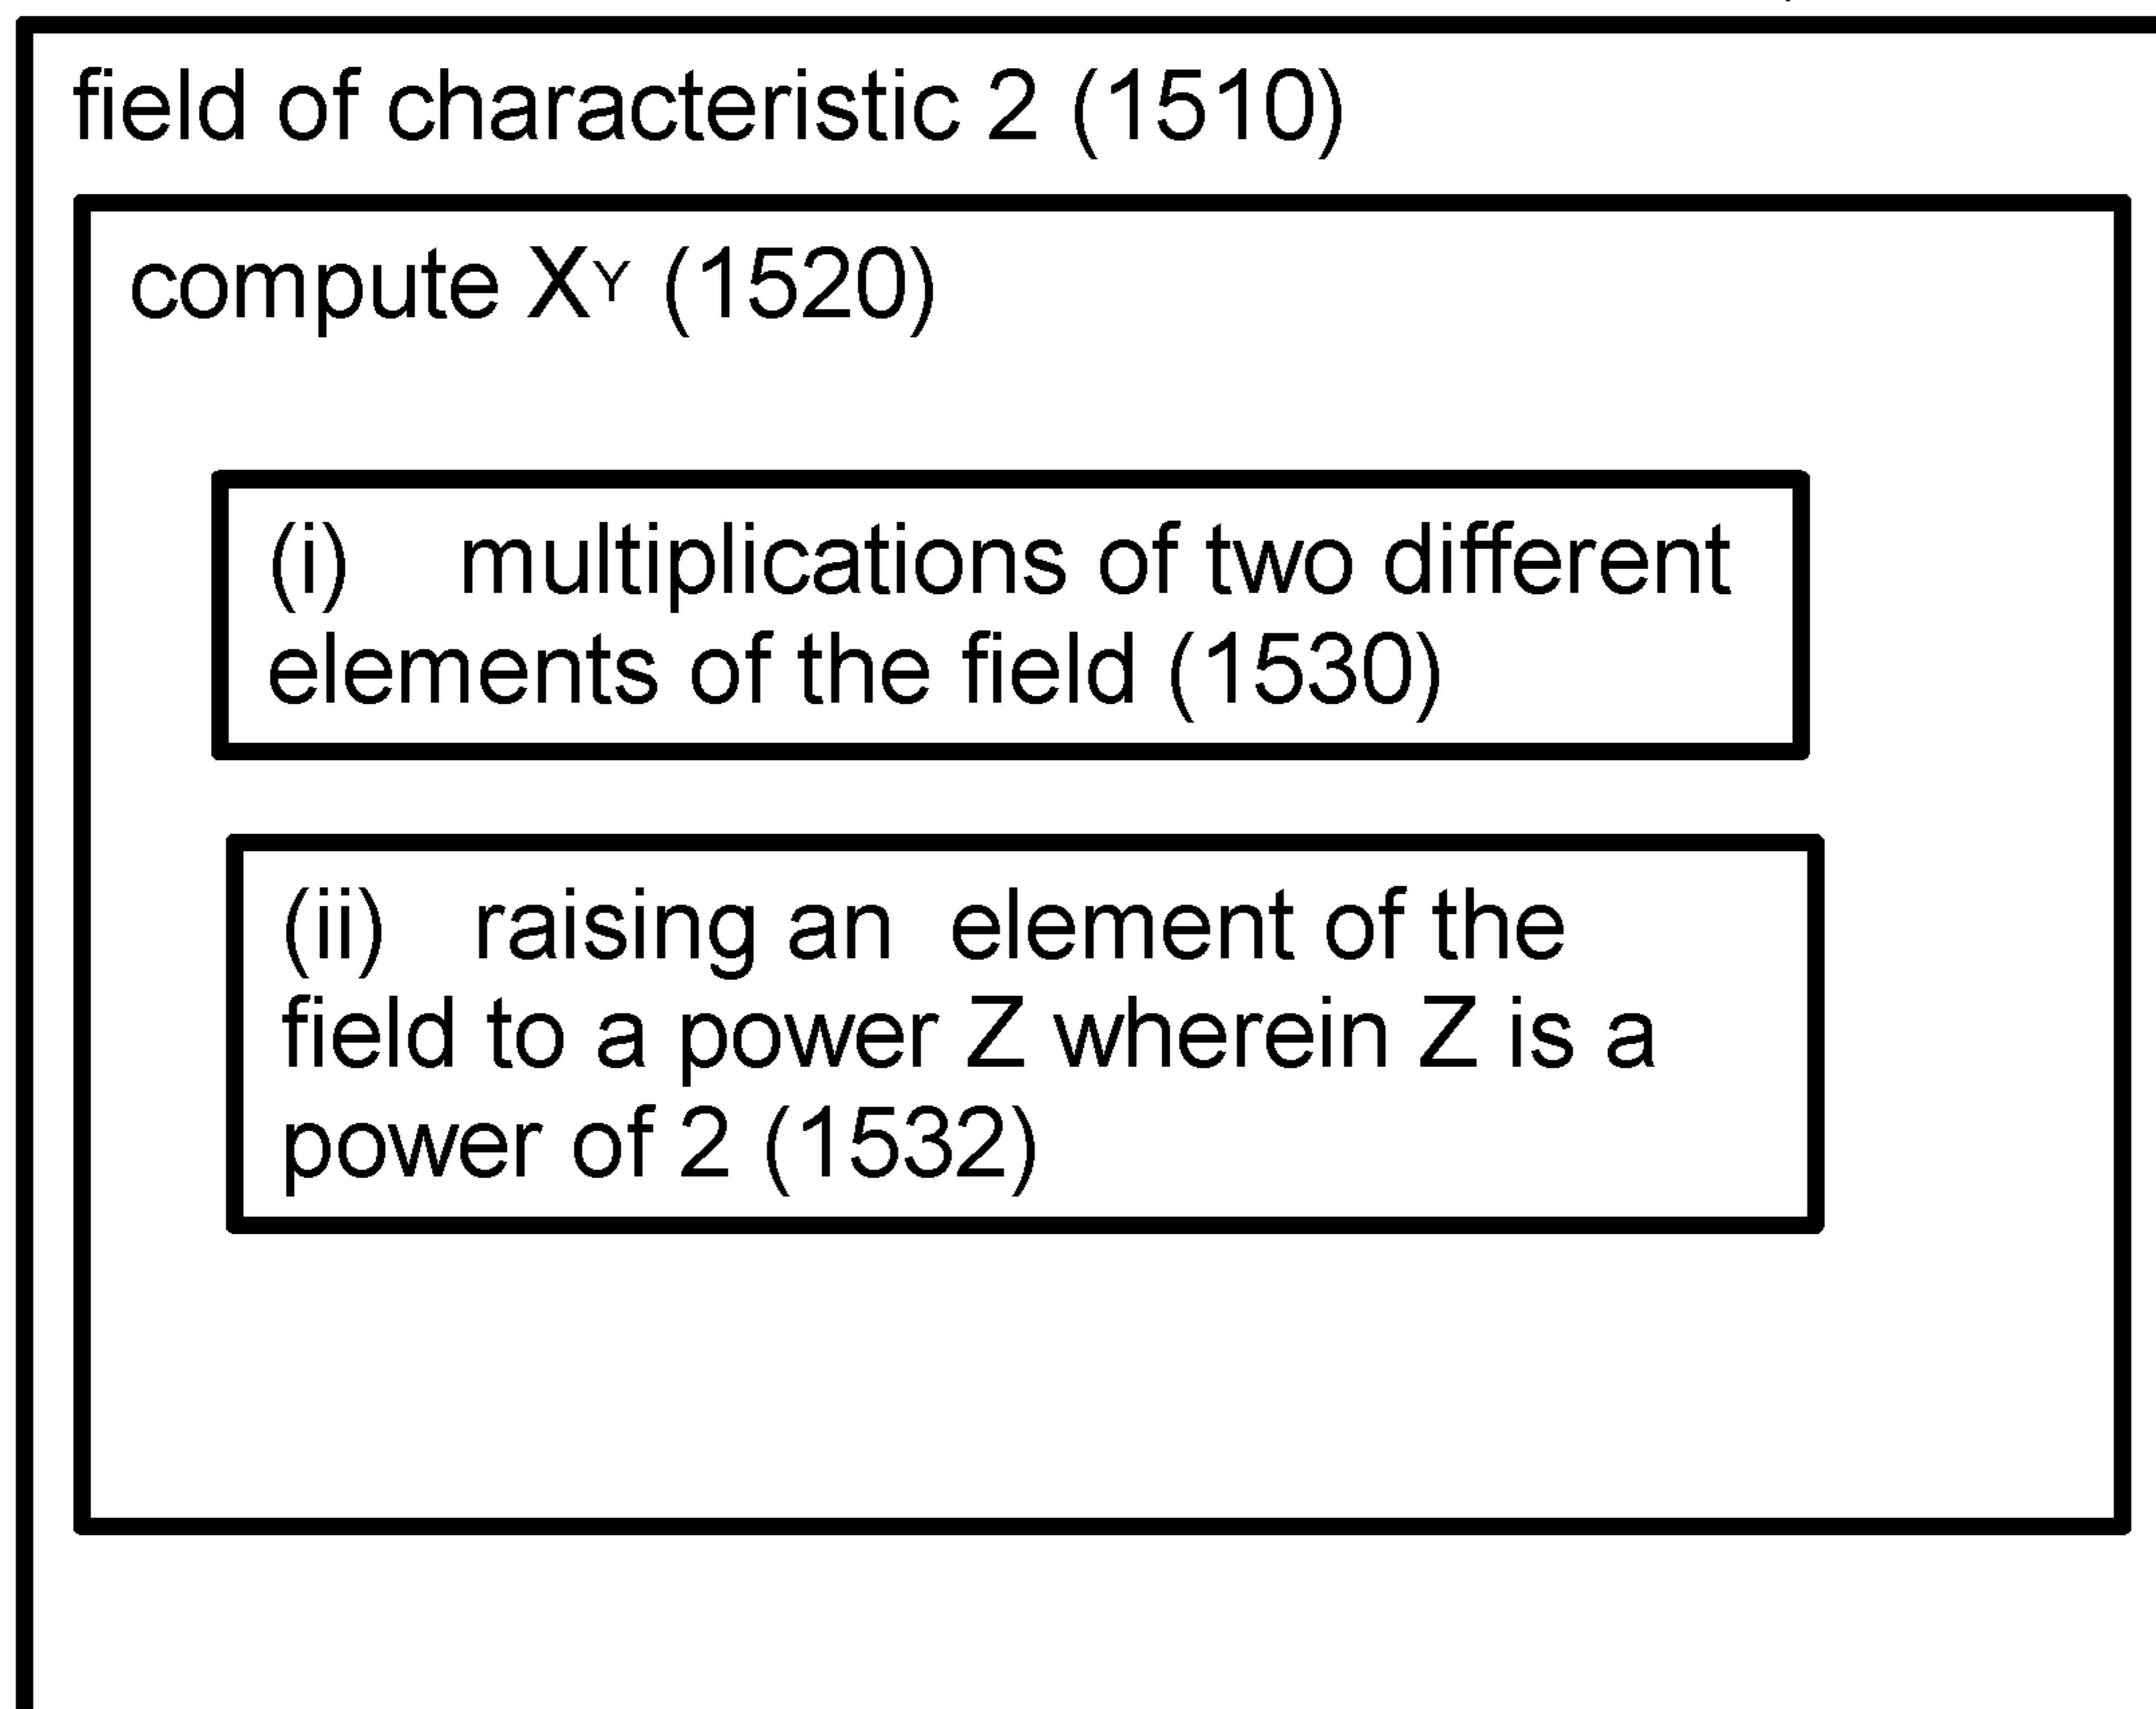 field of characteristic 2 (1510)
compute XY (1520)
(i) multiplications of two different
elements of the field (1530)
(ii) raising an element of the
field to a power Z wherein Z is a
power of 2 (1532)